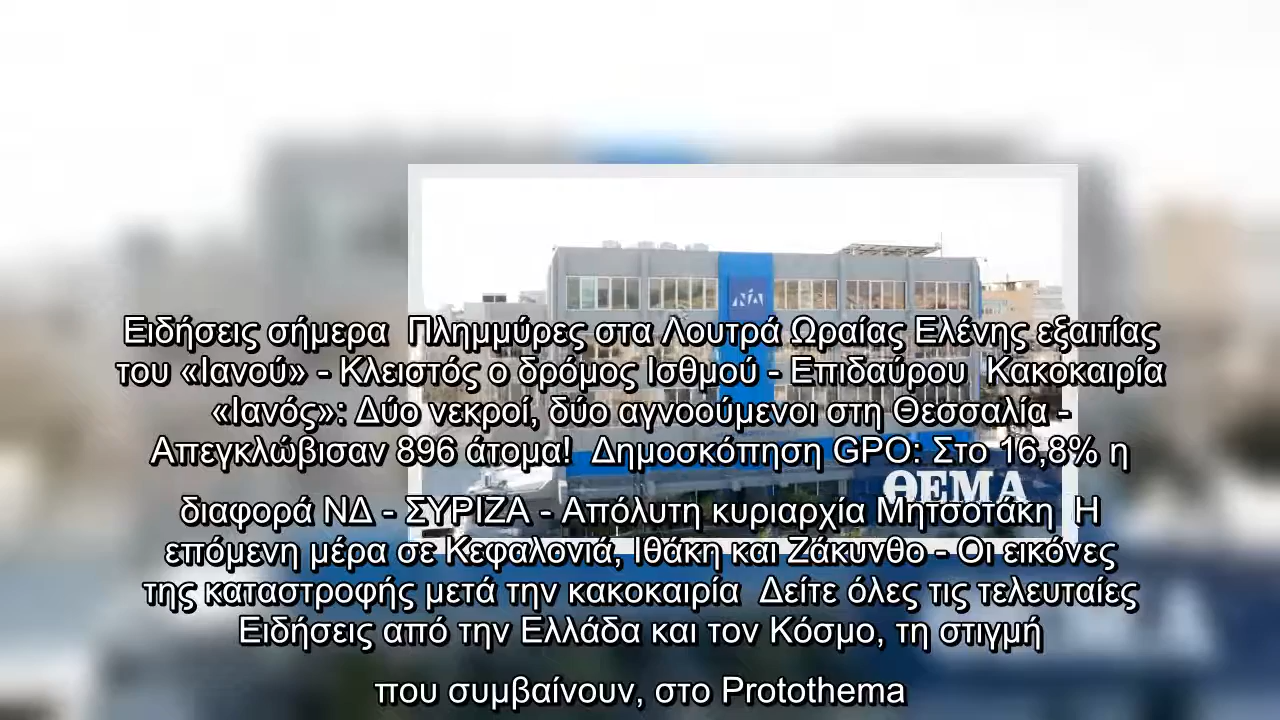 ΝΔ
Ειδήσεις σήμερα  Πλημμύρες στα Λουτρά Ωραίας Ελένης εξαιτίας
του «Ιανού» - Κλειστός ο δρόμος Ισθμού - Επιδαύρου  Κακοκαιρία
«Ιανός»: Δύο νεκροί, δύο αγνοούμενοι στη Θεσσαλία -
Απεγκλώβισαν 896 άτομα!  Δημοσκόπηση GPO: Στο 16,8% η
ΘΕΜΑ
διαφορά ΝΔ - ΣΥΡΙΖΑ - Απόλυτη κυριαρχία Μητσοτάκη  Η
επόμενη μέρα σε Κεφαλονιά, Ιθάκη και Ζάκυνθο - Οι εικόνες
της καταστροφής μετά την κακοκαιρία  Δείτε όλες τις τελευταίες
Ειδήσεις από την Ελλάδα και τον Κόσμο, τη στιγμή
που συμβαίνουν, στο Protothema